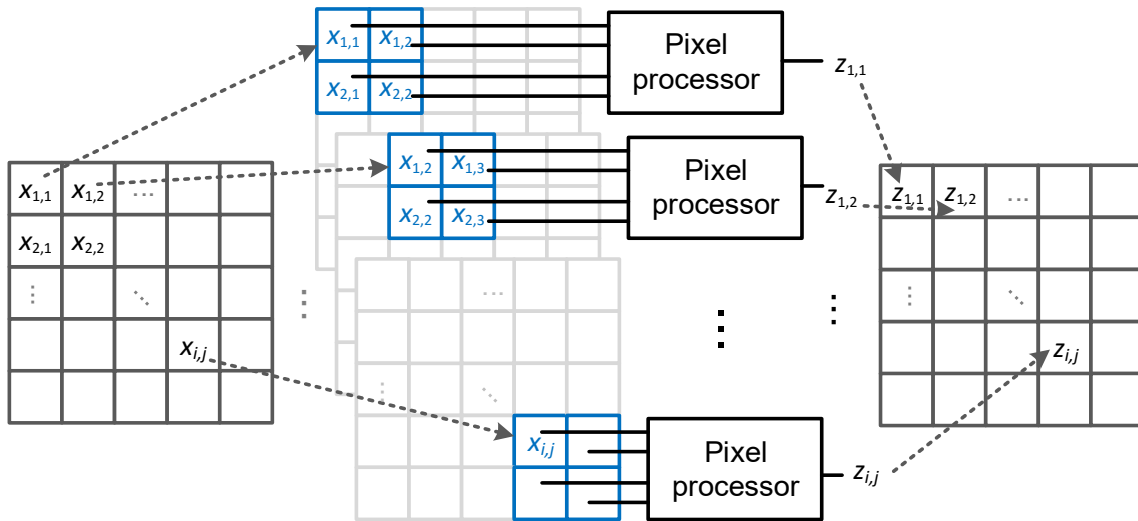 x1,1 x1,2 Pixel
processor z1,1
x2,1 x2,2
x1,2 x1,3 Pixel
processor z1,2
x2,2 x2,3
x1,1 x1,2 ...
x2,1 x2,2
⋮ ⋱
xi,j
⋮
...
⋮ ⋱
xi,j Pixel
processor zi,j
⋮
⋮
z1,1 z1,2 ...
⋮ ⋱
zi,j